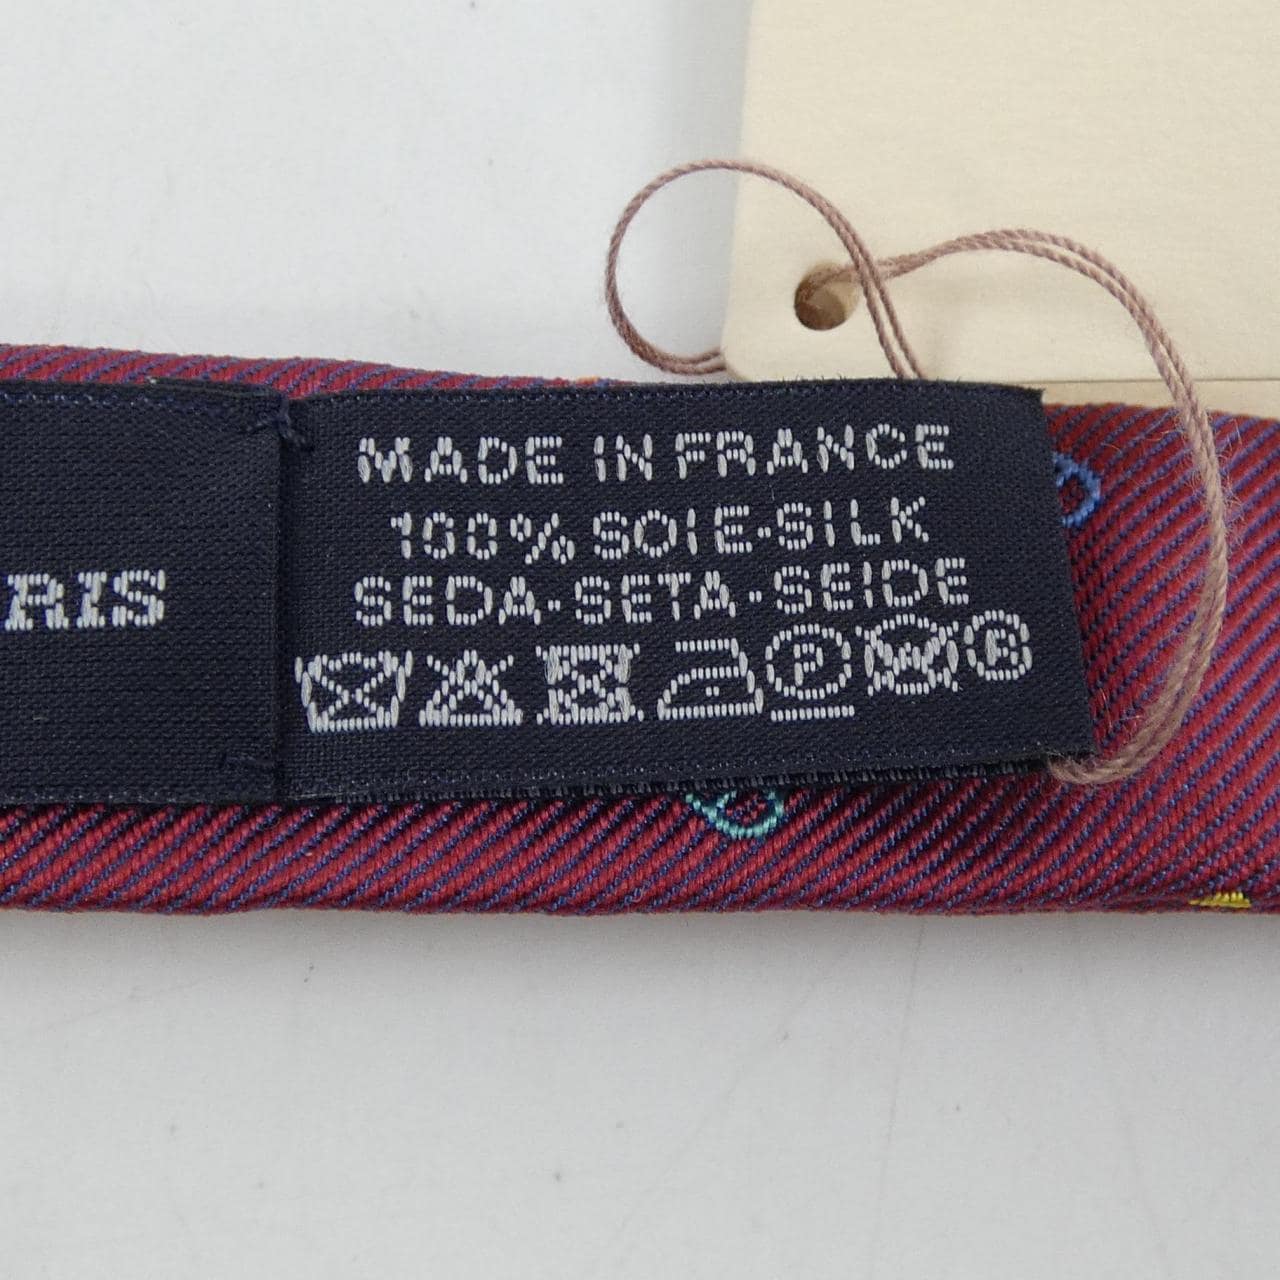 RIS
MADE IN FRANCE
100% SOIE-SILK
SEDA-SETA-SEIDE
P R